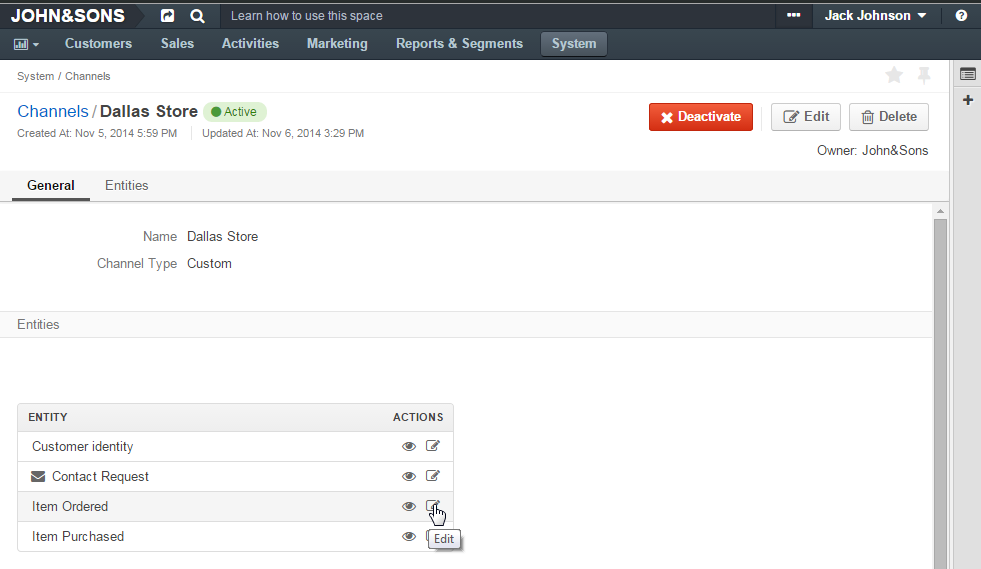 JOHN&SONS Learn how to use this space ••• Jack Johnson ?
Customers Sales Activities Marketing Reports & Segments System
System / Channels
Channels / Dallas Store Active Deactivate Edit Delete
Created At: Nov 5, 2014 5:59 PM Updated At: Nov 6, 2014 3:29 PM
Owner: John&Sons
General Entities
Name Dallas Store
Channel Type Custom
Entities
ENTITY ACTIONS
Customer identity
Contact Request
Item Ordered
Item Purchased
Edit